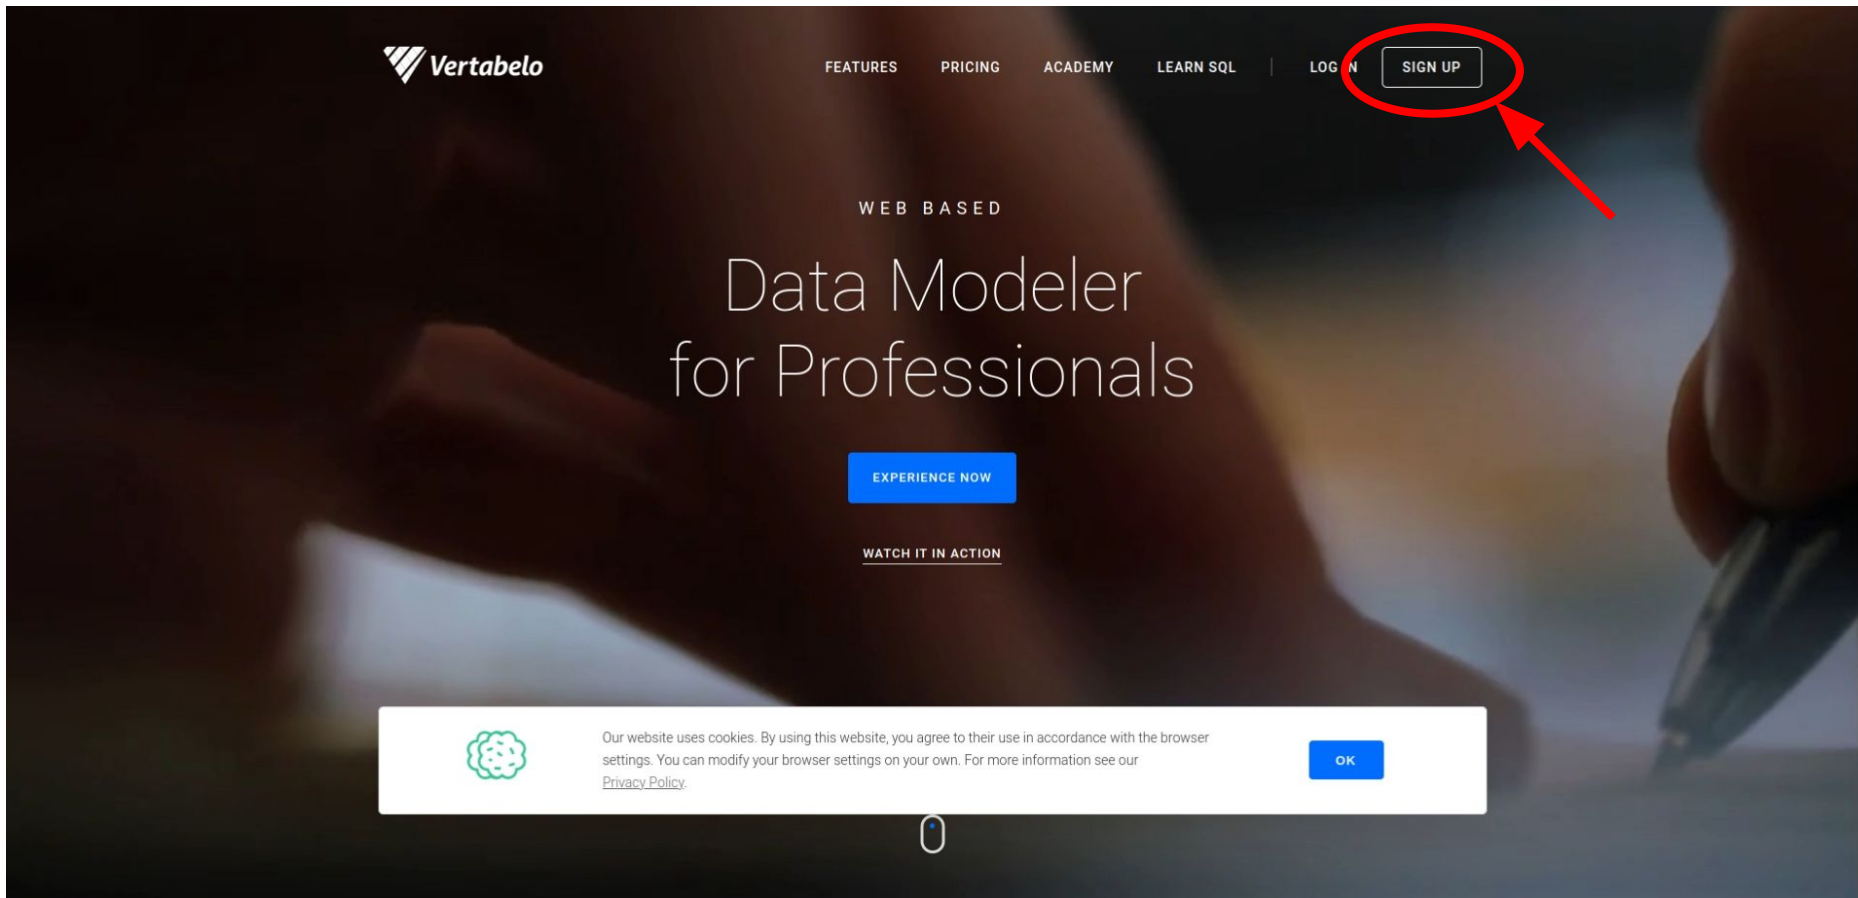 Vertabelo
FEATURES PRICING ACADEMY LEARN SQL LOG IN SIGN UP
WEB BASED
Data Modeler
for Professionals
EXPERIENCE NOW
WATCH IT IN ACTION
Our website uses cookies. By using this website, you agree to their use in accordance with the browser
settings. You can modify your browser settings on your own. For more information see our
Privacy Policy.
OK